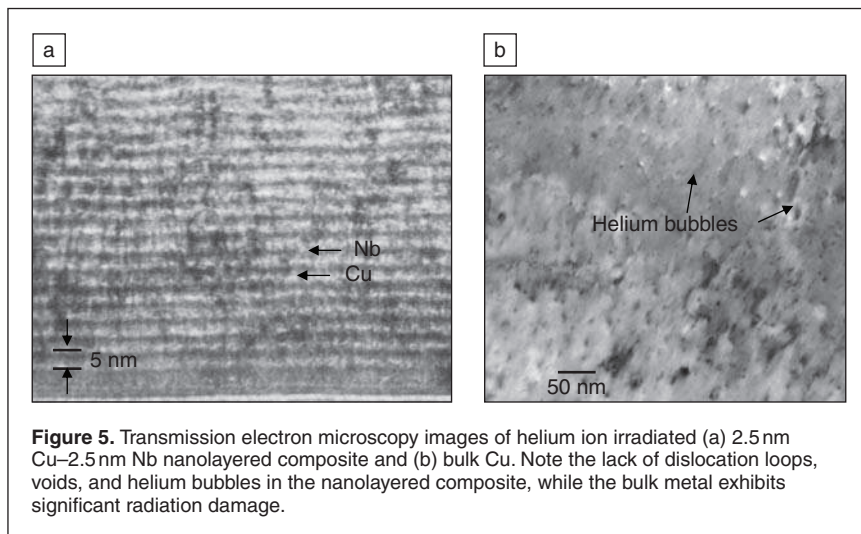 a
b
Nb
Cu
5 nm
Helium bubbles
50 nm
Figure 5. Transmission electron microscopy images of helium ion irradiated (a) 2.5 nm
Cu–2.5 nm Nb nanolayered composite and (b) bulk Cu. Note the lack of dislocation loops,
voids, and helium bubbles in the nanolayered composite, while the bulk metal exhibits
significant radiation damage.